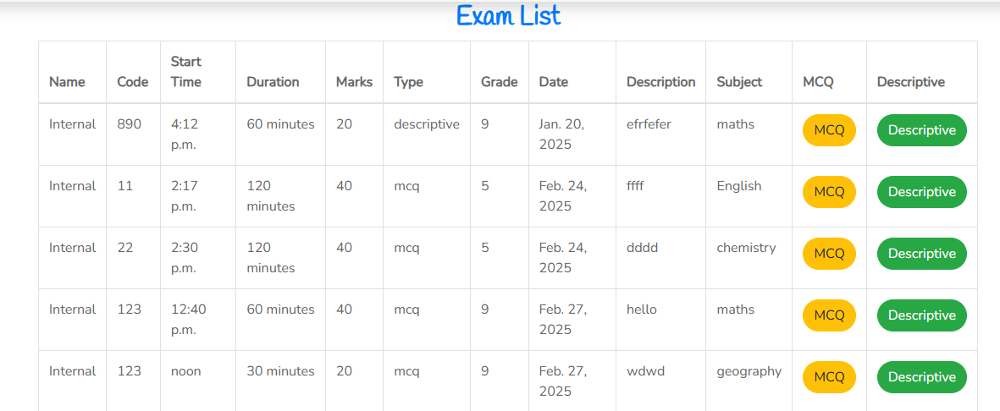 Exam List
Name Code Start Time Duration Marks Type Grade Date Description Subject MCQ Descriptive
Internal 890 4:12 p.m. 60 minutes 20 descriptive 9 Jan. 20, 2025 efrfefer maths MCQ Descriptive
Internal 11 2:17 p.m. 120 minutes 40 mcq 5 Feb. 24, 2025 ffff English MCQ Descriptive
Internal 22 2:30 p.m. 120 minutes 40 mcq 5 Feb. 24, 2025 dddd chemistry MCQ Descriptive
Internal 123 12:40 p.m. 60 minutes 40 mcq 9 Feb. 27, 2025 hello maths MCQ Descriptive
Internal 123 noon 30 minutes 20 mcq 9 Feb. 27, 2025 wdwd geography MCQ Descriptive